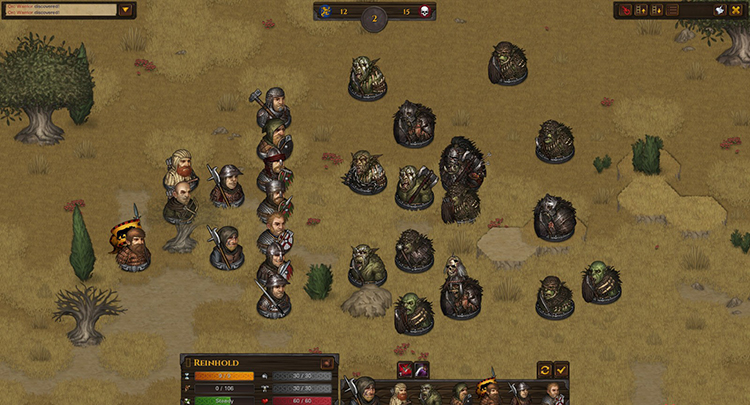 Orc Warrior discovered!
Orc Warrior discovered!
12
2
15
REINHOLD
0 / 106
30 / 30
30 / 30
Steady
60 / 60